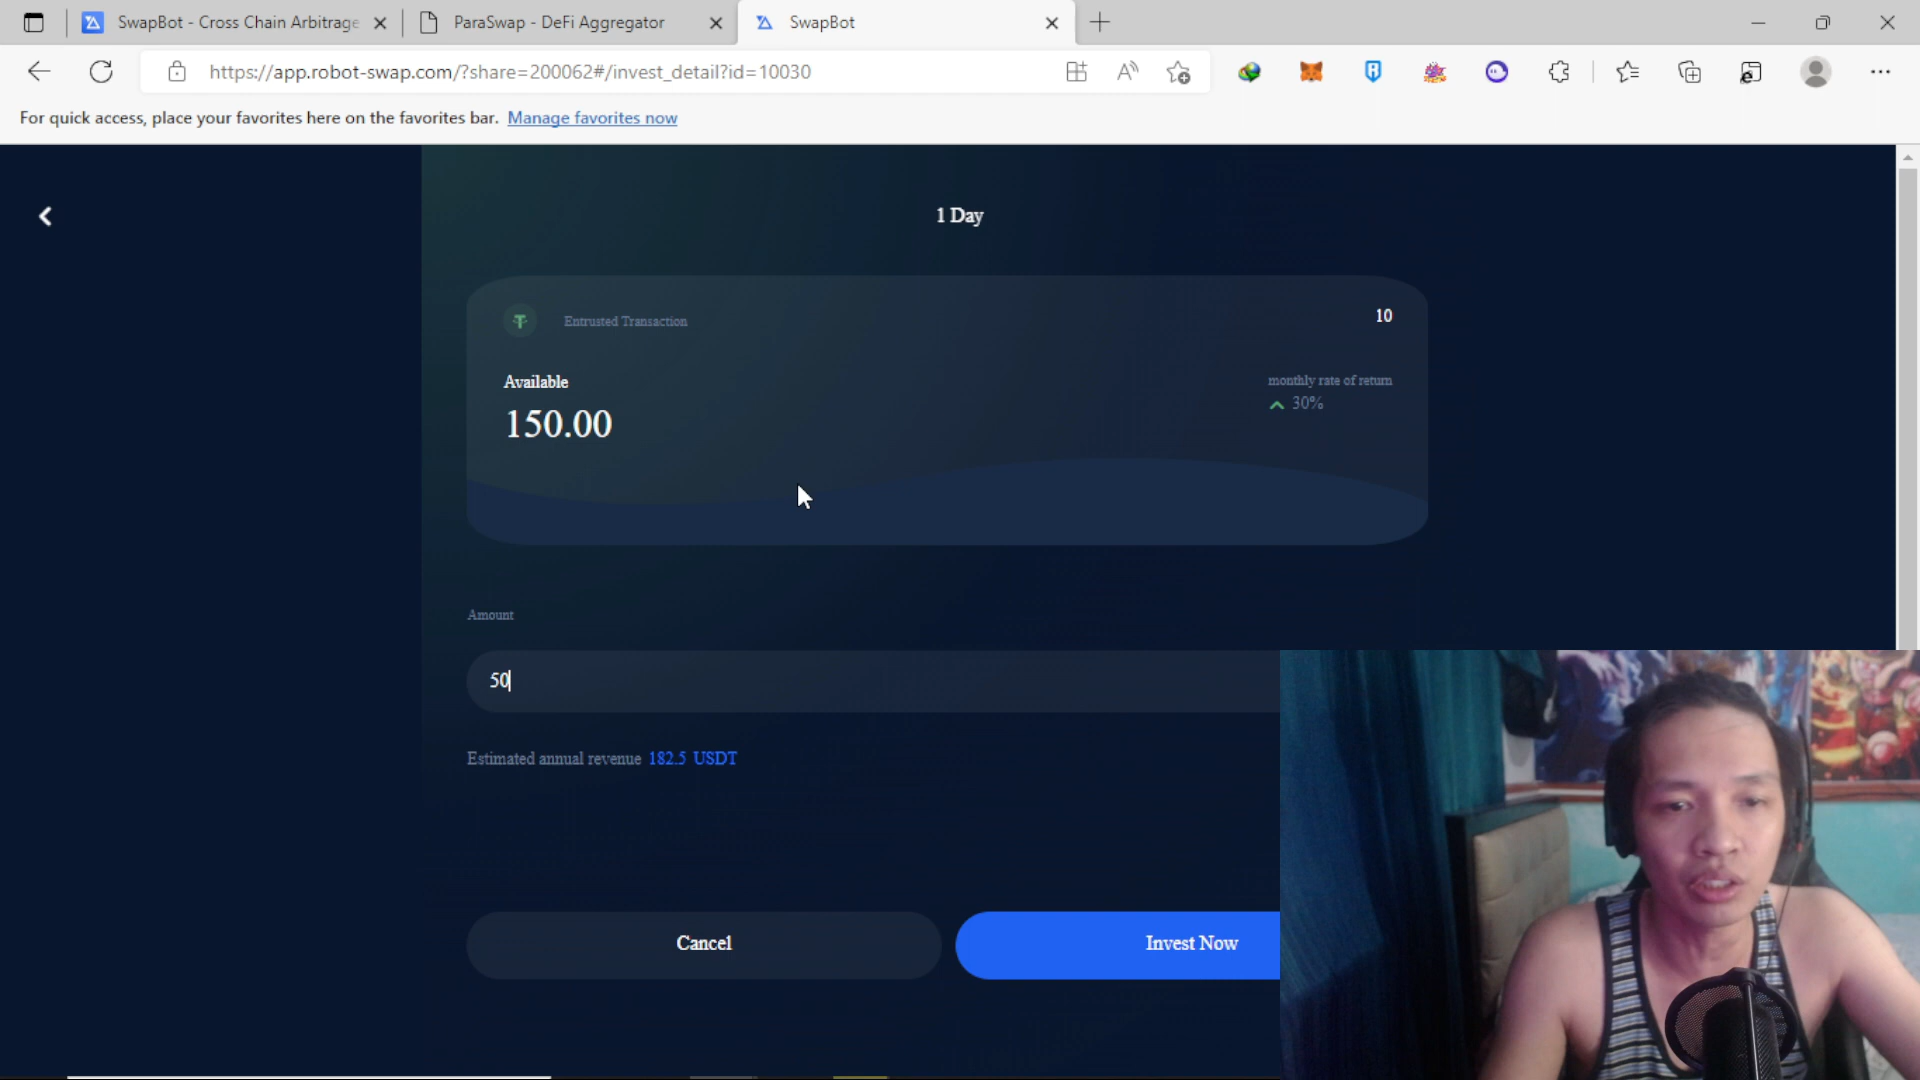 SwapBot - Cross Chain Arbitrage
ParaSwap - DeFi Aggregator
SwapBot
https://app.robot-swap.com/?share=200062#/invest_detail?id=10030
For quick access, place your favorites here on the favorites bar. Manage favorites now
1 Day
Entrusted Transaction
10
Available
monthly rate of return
150.00
30%
Amount
50
Estimated annual revenue 182.5 USDT
Cancel
Invest Now